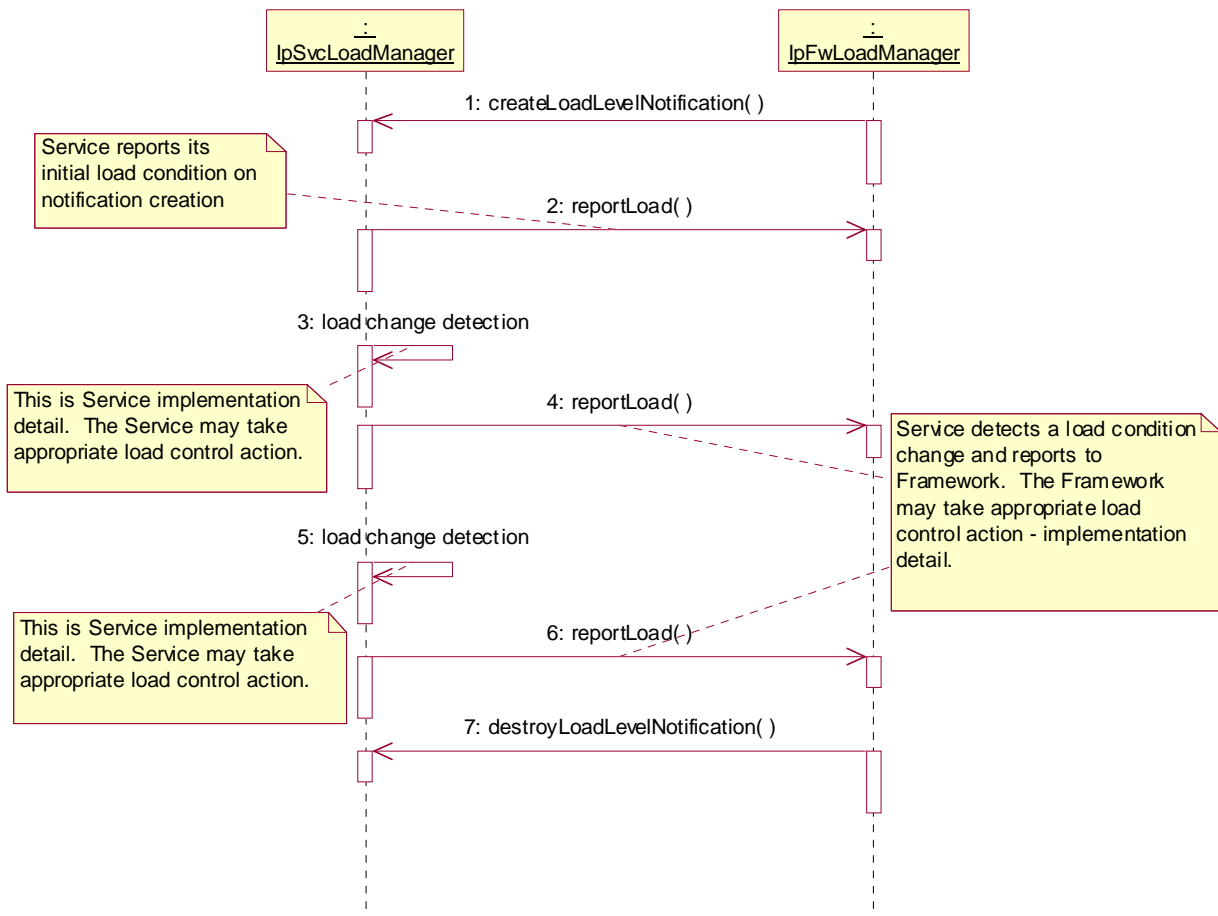 :
IpSvcLoadManager
:
IpFwLoadManager
1: createLoadLevelNotification( )
Service reports its
initial load condition on
notification creation
2: reportLoad( )
3: load change detection
This is Service implementation
detail.  The Service may take
appropriate load control action.
4: reportLoad( )
Service detects a load condition
change and reports to
Framework.  The Framework
may take appropriate load
control action - implementation
detail.
5: load change detection
This is Service implementation
detail.  The Service may take
appropriate load control action.
6: reportLoad( )
7: destroyLoadLevelNotification( )